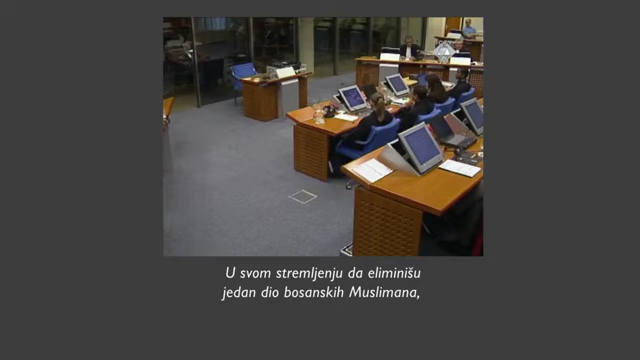 U svom stremljenju da eliminišu
jedan dio bosanskih Muslimana,